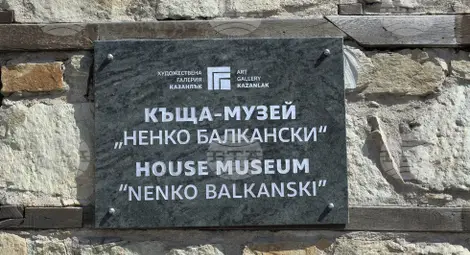 ХУДОЖЕСТВЕНА
ГАЛЕРИЯ
КАЗАНЛЪК
ART
GALLERY
KAZANLAK
КЪЩА-МУЗЕЙ
„НЕНКО БАЛКАНСКИ“
HOUSE MUSEUM
“NENKO BALKANSKI”